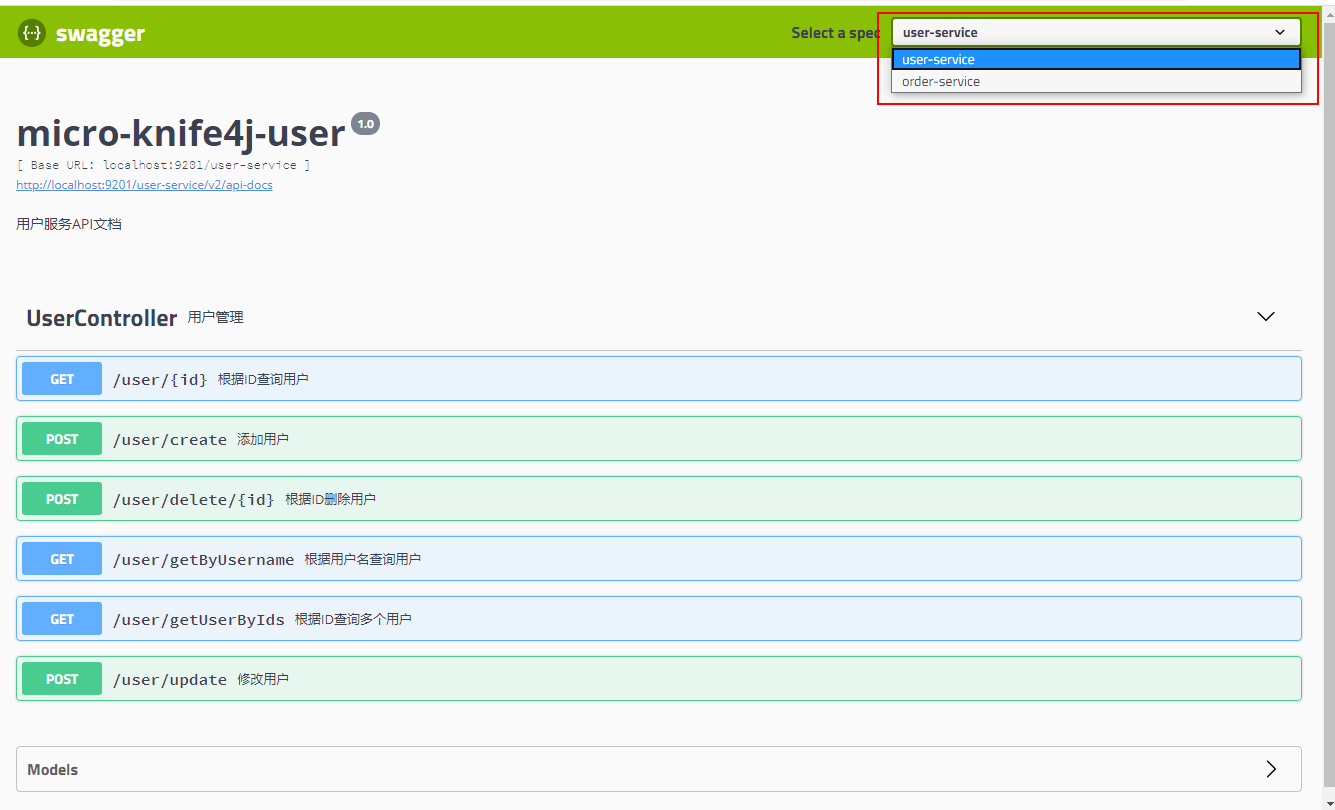 {··} swagger
Select a spec
user-service
user-service
order-service
micro-knife4j-user 1.0
[ Base URL: localhost:9201/user-service ]
http://localhost:9201/user-service/v2/api-docs
用户服务API文档
UserController 用户管理
GET /user/{id} 根据ID查询用户
POST /user/create 添加用户
POST /user/delete/{id} 根据ID删除用户
GET /user/getByUsername 根据用户名查询用户
GET /user/getUserByIds 根据ID查询多个用户
POST /user/update 修改用户
Models